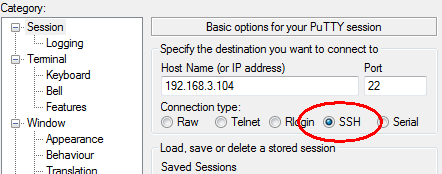 Category:
Session
Logging
Terminal
Keyboard
Bell
Features
Window
Appearance
Behaviour
Translation
Basic options for your PuTTY session
Specify the destination you want to connect to
Host Name (or IP address) Port
192.168.3.104 22
Connection type:
Raw Telnet Rlogin SSH Serial
Load, save or delete a stored session
Saved Sessions